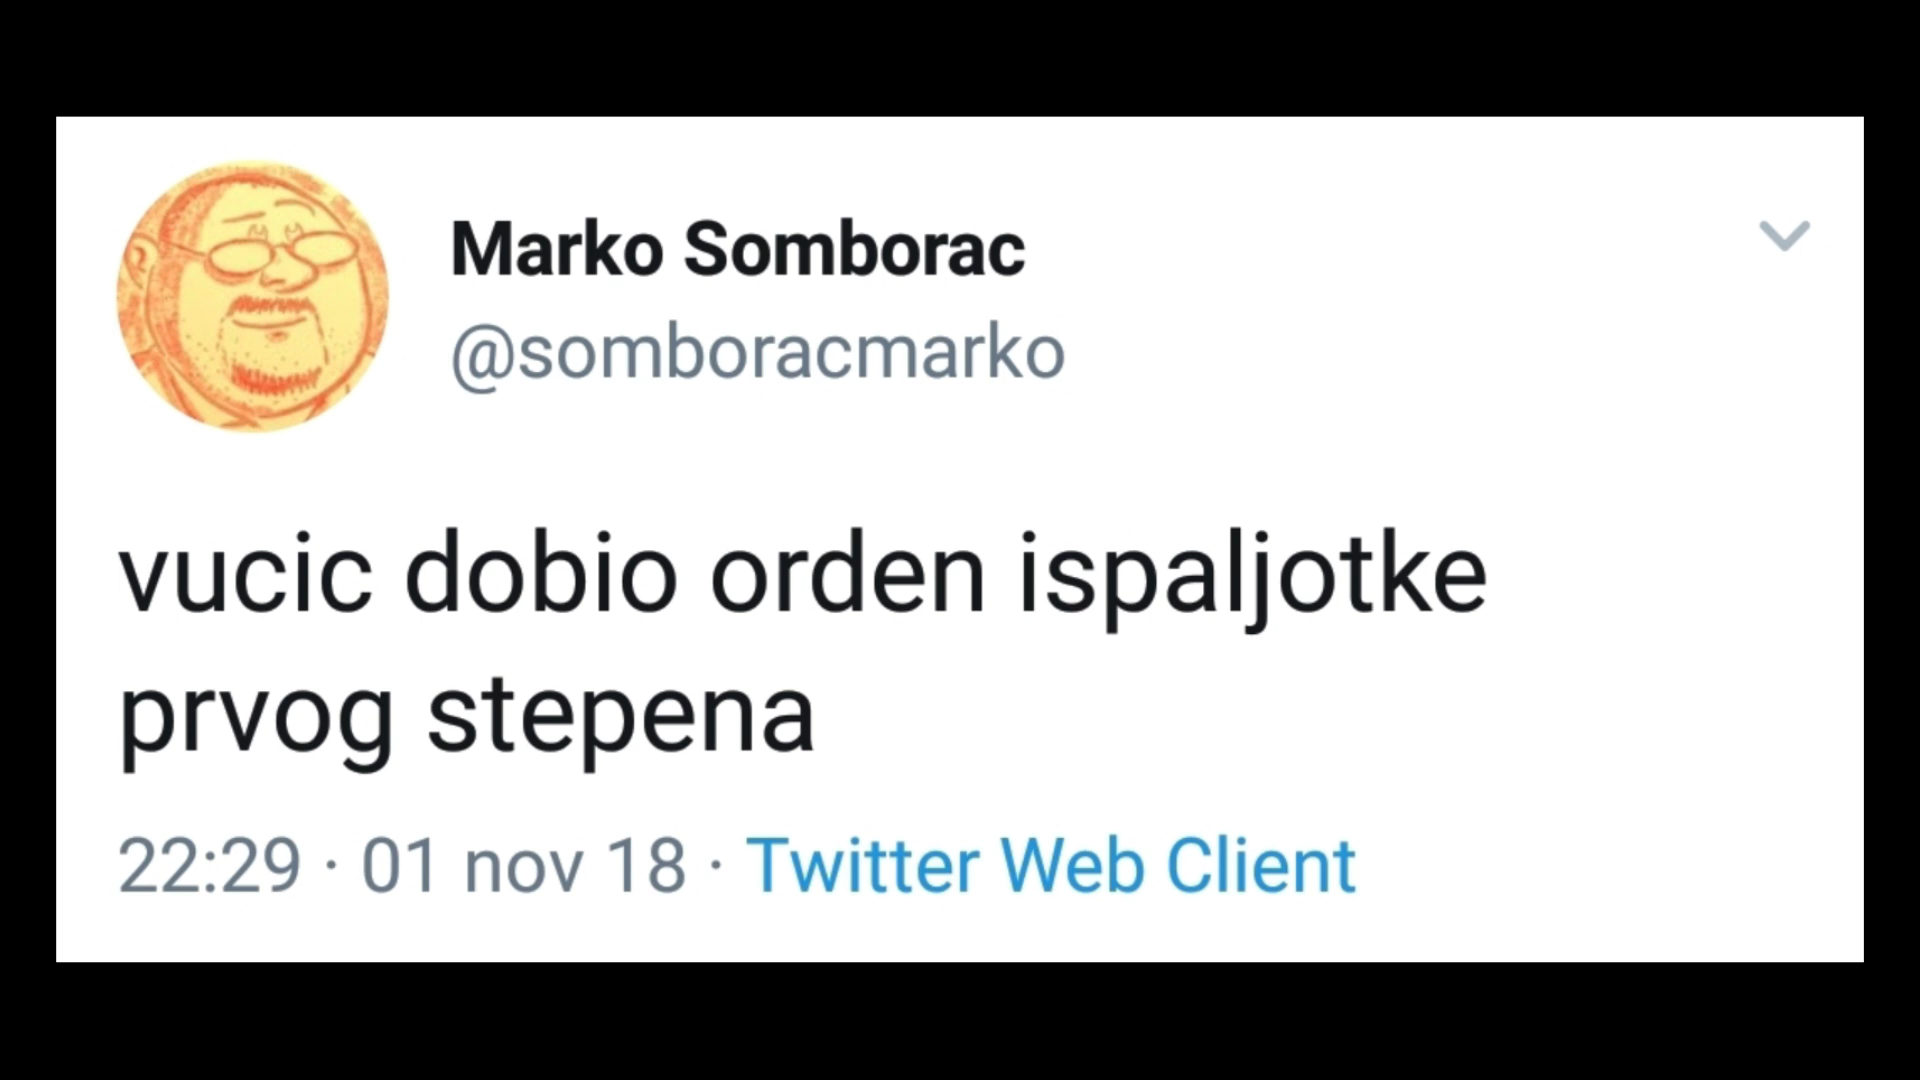 Marko Somborac
@somboracmarko
vucic dobio orden ispaljotke
prvog stepena
22:29 · 01 nov 18 · Twitter Web Client